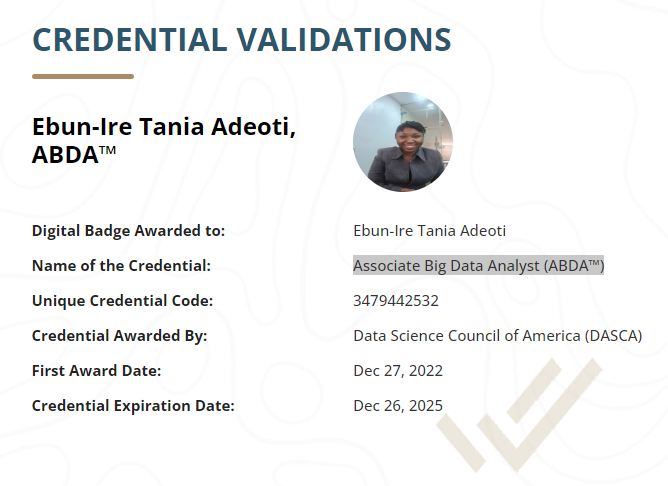 CREDENTIAL VALIDATIONS
Ebun-Ire Tania Adeoti,
ABDA™
Digital Badge Awarded to: Ebun-Ire Tania Adeoti
Name of the Credential: Associate Big Data Analyst (ABDA™)
Unique Credential Code: 3479442532
Credential Awarded By: Data Science Council of America (DASCA)
First Award Date: Dec 27, 2022
Credential Expiration Date: Dec 26, 2025